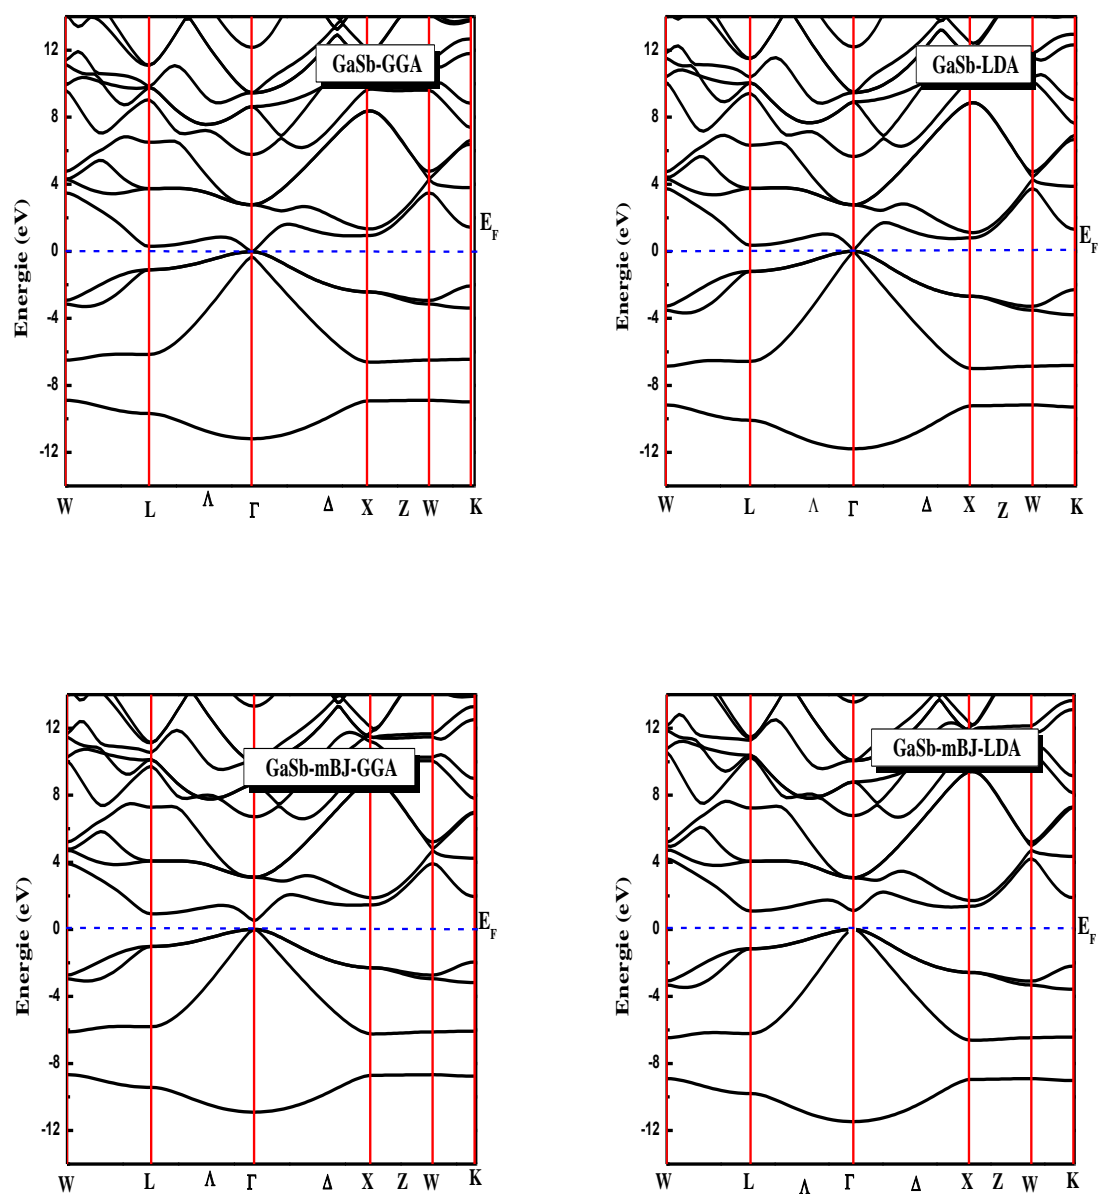 GaSb-GGA
Energie (eV)
12
8
4
0
-4
-8
-12
E_F
W L Λ Γ Δ X Z W K
GaSb-LDA
Energie (eV)
12
8
4
0
-4
-8
-12
E_F
W L Λ Γ Δ X Z W K
GaSb-mBJ-GGA
Energie (eV)
12
8
4
0
-4
-8
-12
E_F
W L Λ Γ Δ X Z W K
GaSb-mBJ-LDA
Energie (eV)
12
8
4
0
-4
-8
-12
E_F
W L Λ Γ Δ X Z W K